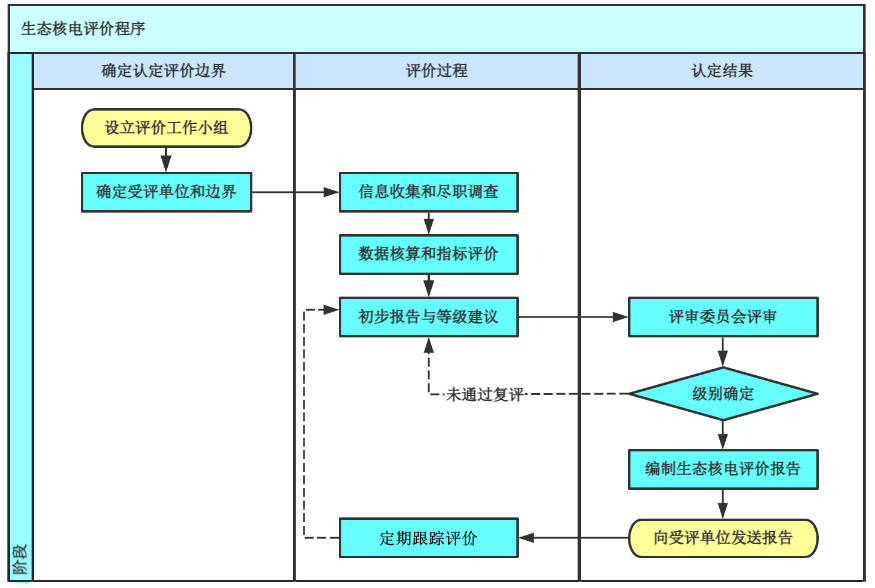 生态核电评价程序
确定认定评价边界
评价过程
认定结果
设立评价工作小组
确定受评单位和边界
信息收集和尽职调查
数据核算和指标评价
初步报告与等级建议
评审委员会评审
未通过复评
级别确定
编制生态核电评价报告
定期跟踪评价
向受评单位发送报告
阶段